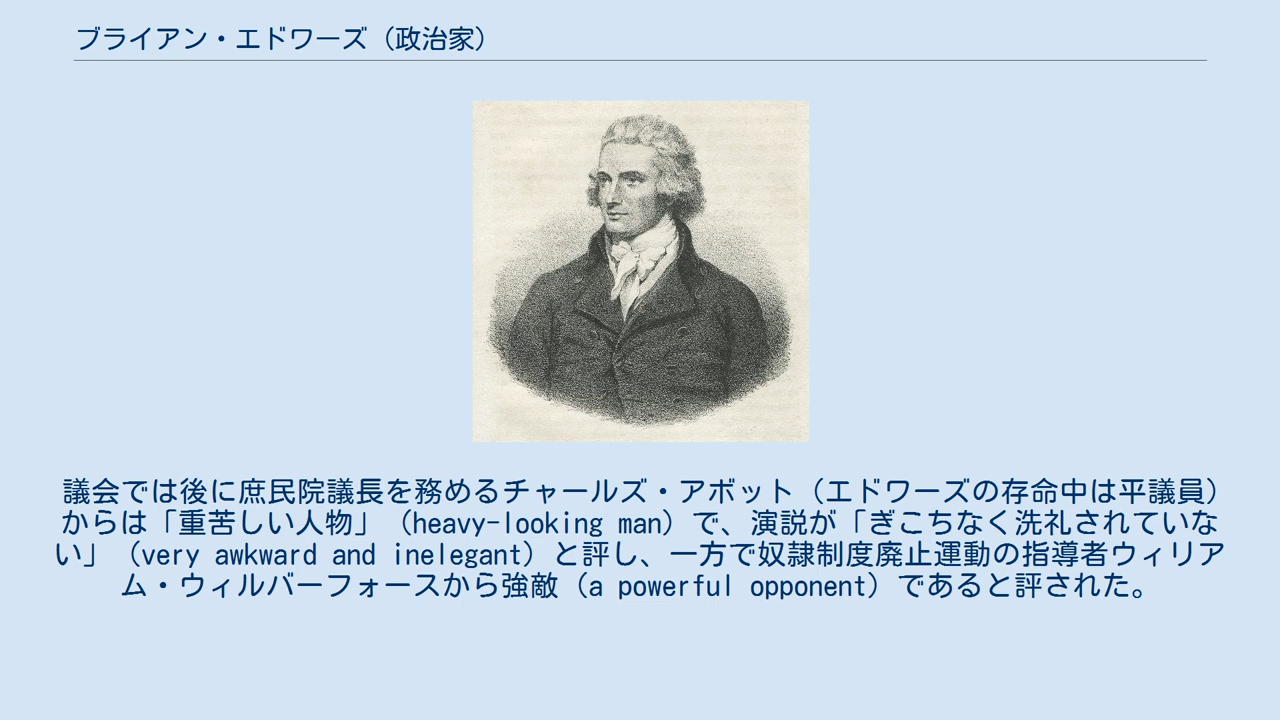 ブライアン・エドワーズ（政治家）
議会では後に庶民院議長を務めるチャールズ・アボット（エドワーズの存命中は平議員）
からは「重苦しい人物」（heavy-looking man）で、演説が「ぎこちなく洗礼されていな
い」（very awkward and inelegant）と評し、一方で奴隷制度廃止運動の指導者ウィリア
ム・ウィルバーフォースから強敵（a powerful opponent）であると評された。